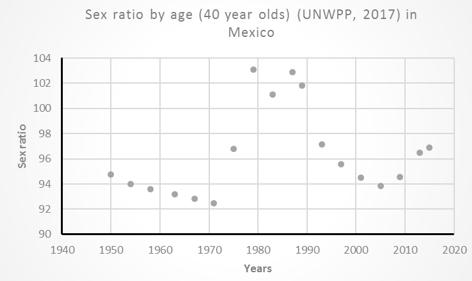 Sex ratio by age (40 year olds) (UNWPP, 2017) in
Mexico
104
102
100
98
96
94
92
90
Sex ratio
1940 1950 1960 1970 1980 1990 2000 2010 2020
Years